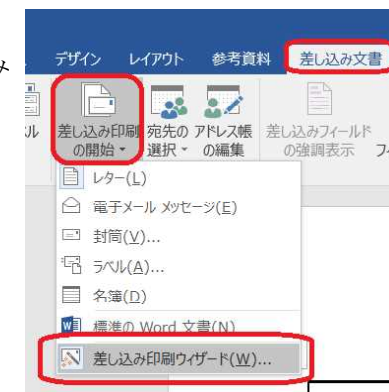 み
デザイン レイアウト 参考資料 差し込み文書
ル 差し込み印刷 宛先の アドレス帳 差し込みフィールド
の開始 選択 の編集 の強調表示 フ
レター(L)
電子メール メッセージ(E)
封筒(V)...
ラベル(A)...
名簿(D)
標準の Word 文書(N)
差し込み印刷ウィザード(W)...